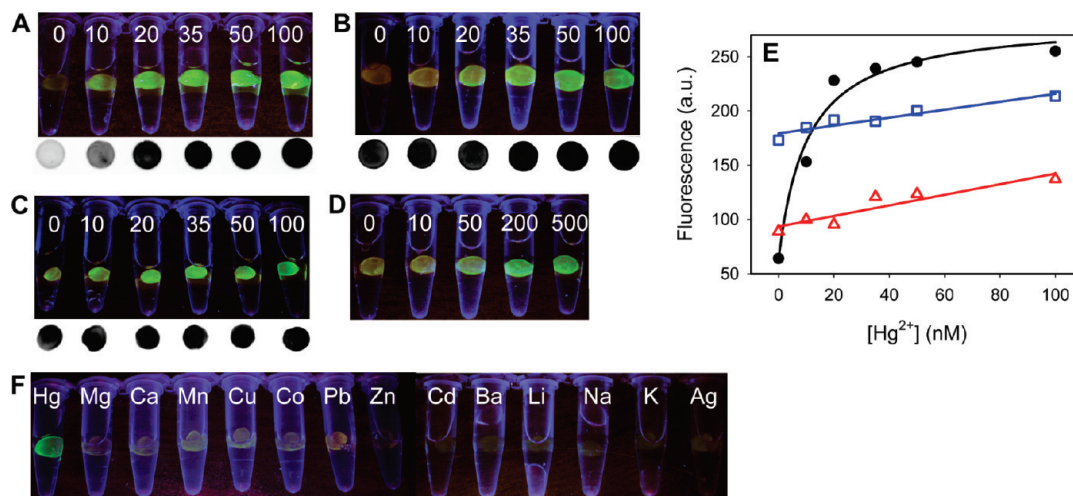 A
0 10 20 35 50 100
B
0 10 20 35 50 100
C
0 10 20 35 50 100
D
0 10 50 200 500
E
250
200
150
100
50
Fluorescence (a.u.)
0 20 40 60 80 100
[Hg²⁺] (nM)
F
Hg Mg Ca Mn Cu Co Pb Zn Cd Ba Li Na K Ag